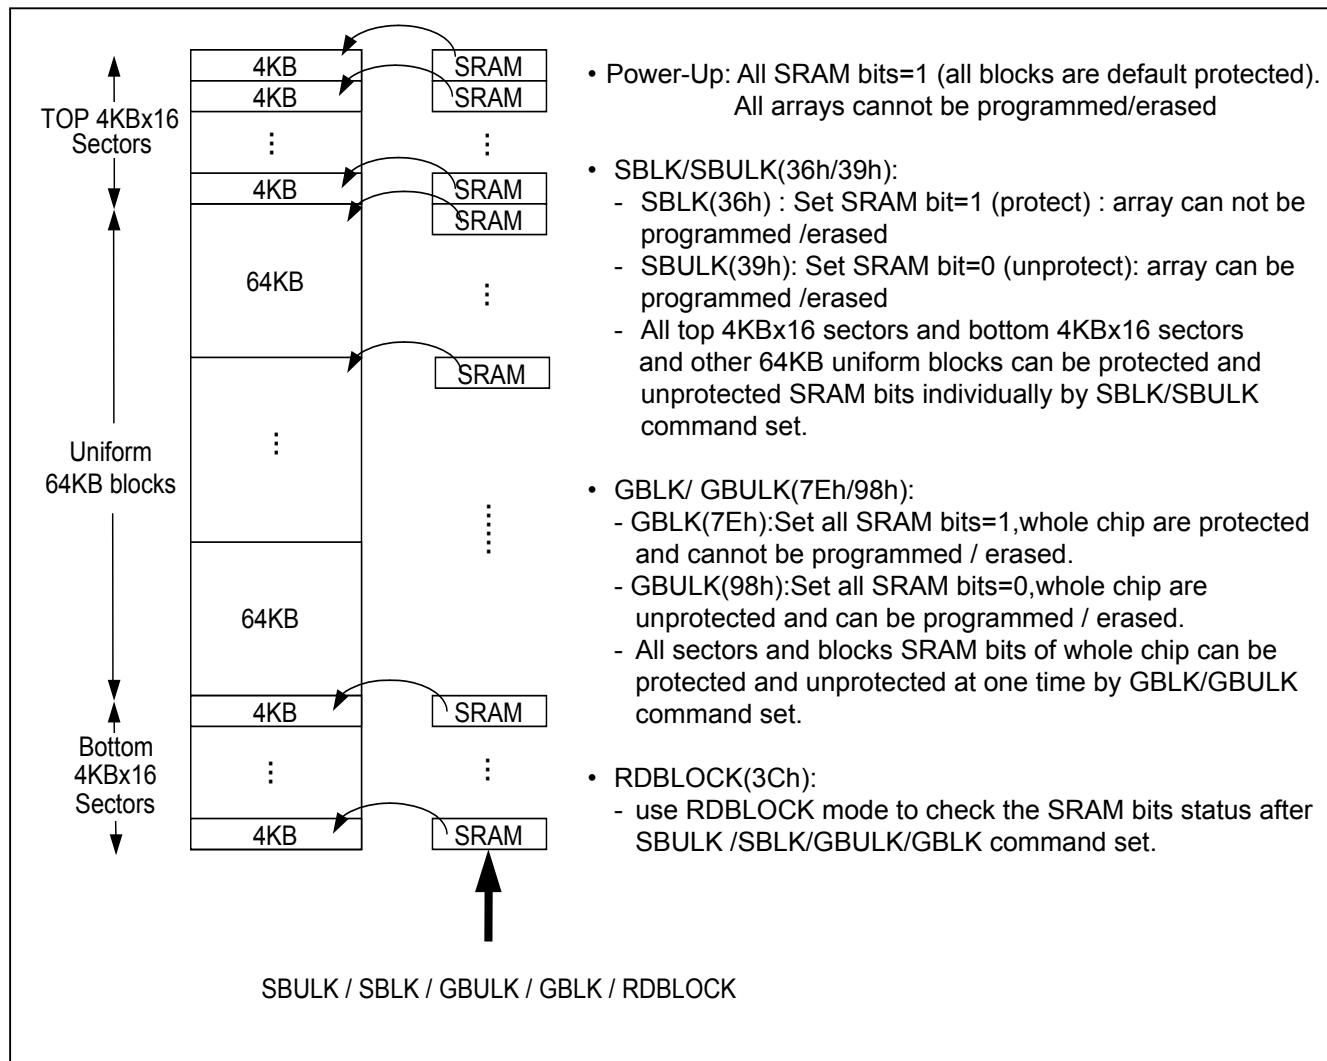 4KB
SRAM
4KB
SRAM
TOP 4KBx16
Sectors
⋮
⋮
4KB
SRAM
SRAM
64KB
⋮
SRAM
Uniform
64KB blocks
⋮
⋮
64KB
4KB
SRAM
Bottom
4KBx16
Sectors
⋮
⋮
4KB
SRAM
SBULK / SBLK / GBULK / GBLK / RDBLOCK
• Power-Up: All SRAM bits=1 (all blocks are default protected).
All arrays cannot be programmed/erased
• SBLK/SBULK(36h/39h):
- SBLK(36h) : Set SRAM bit=1 (protect) : array can not be
programmed /erased
- SBULK(39h): Set SRAM bit=0 (unprotect): array can be
programmed /erased
- All top 4KBx16 sectors and bottom 4KBx16 sectors
and other 64KB uniform blocks can be protected and
unprotected SRAM bits individually by SBLK/SBULK
command set.
• GBLK/ GBULK(7Eh/98h):
- GBLK(7Eh):Set all SRAM bits=1,whole chip are protected
and cannot be programmed / erased.
- GBULK(98h):Set all SRAM bits=0,whole chip are
unprotected and can be programmed / erased.
- All sectors and blocks SRAM bits of whole chip can be
protected and unprotected at one time by GBLK/GBULK
command set.
• RDBLOCK(3Ch):
- use RDBLOCK mode to check the SRAM bits status after
SBULK /SBLK/GBULK/GBLK command set.